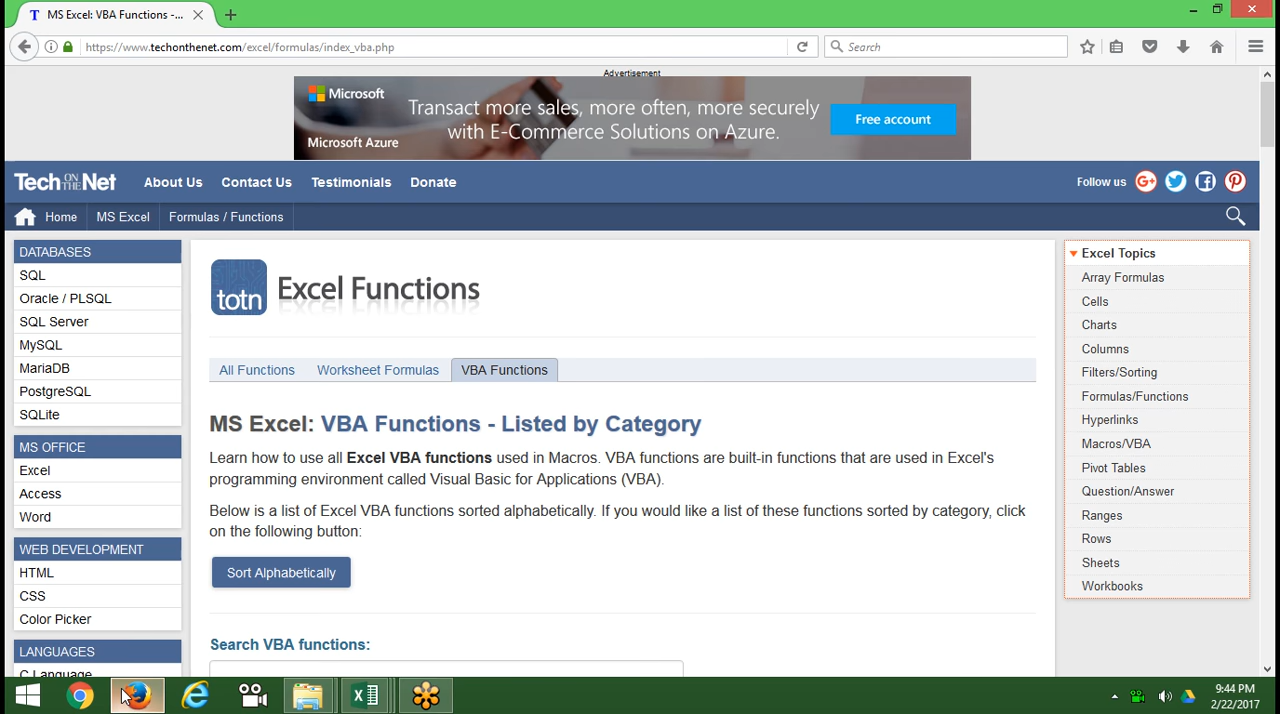 MS Excel: VBA Functions -...
https://www.techonthenet.com/excel/formulas/index_vba.php
Search
Advertisement
Microsoft
Microsoft Azure
Transact more sales, more often, more securely
with E-Commerce Solutions on Azure.
Free account
TECH ON THE NET
About Us
Contact Us
Testimonials
Donate
Follow us
Home
MS Excel
Formulas / Functions
DATABASES
SQL
Oracle / PLSQL
SQL Server
MySQL
MariaDB
PostgreSQL
SQLite
MS OFFICE
Excel
Access
Word
WEB DEVELOPMENT
HTML
CSS
Color Picker
LANGUAGES
C Language
totn
Excel Functions
All Functions
Worksheet Formulas
VBA Functions
MS Excel: VBA Functions - Listed by Category
Learn how to use all Excel VBA functions used in Macros. VBA functions are built-in functions that are used in Excel's
programming environment called Visual Basic for Applications (VBA).
Below is a list of Excel VBA functions sorted alphabetically. If you would like a list of these functions sorted by category, click
on the following button:
Sort Alphabetically
Search VBA functions:
Excel Topics
Array Formulas
Cells
Charts
Columns
Filters/Sorting
Formulas/Functions
Hyperlinks
Macros/VBA
Pivot Tables
Question/Answer
Ranges
Rows
Sheets
Workbooks
9:44 PM
2/22/2017